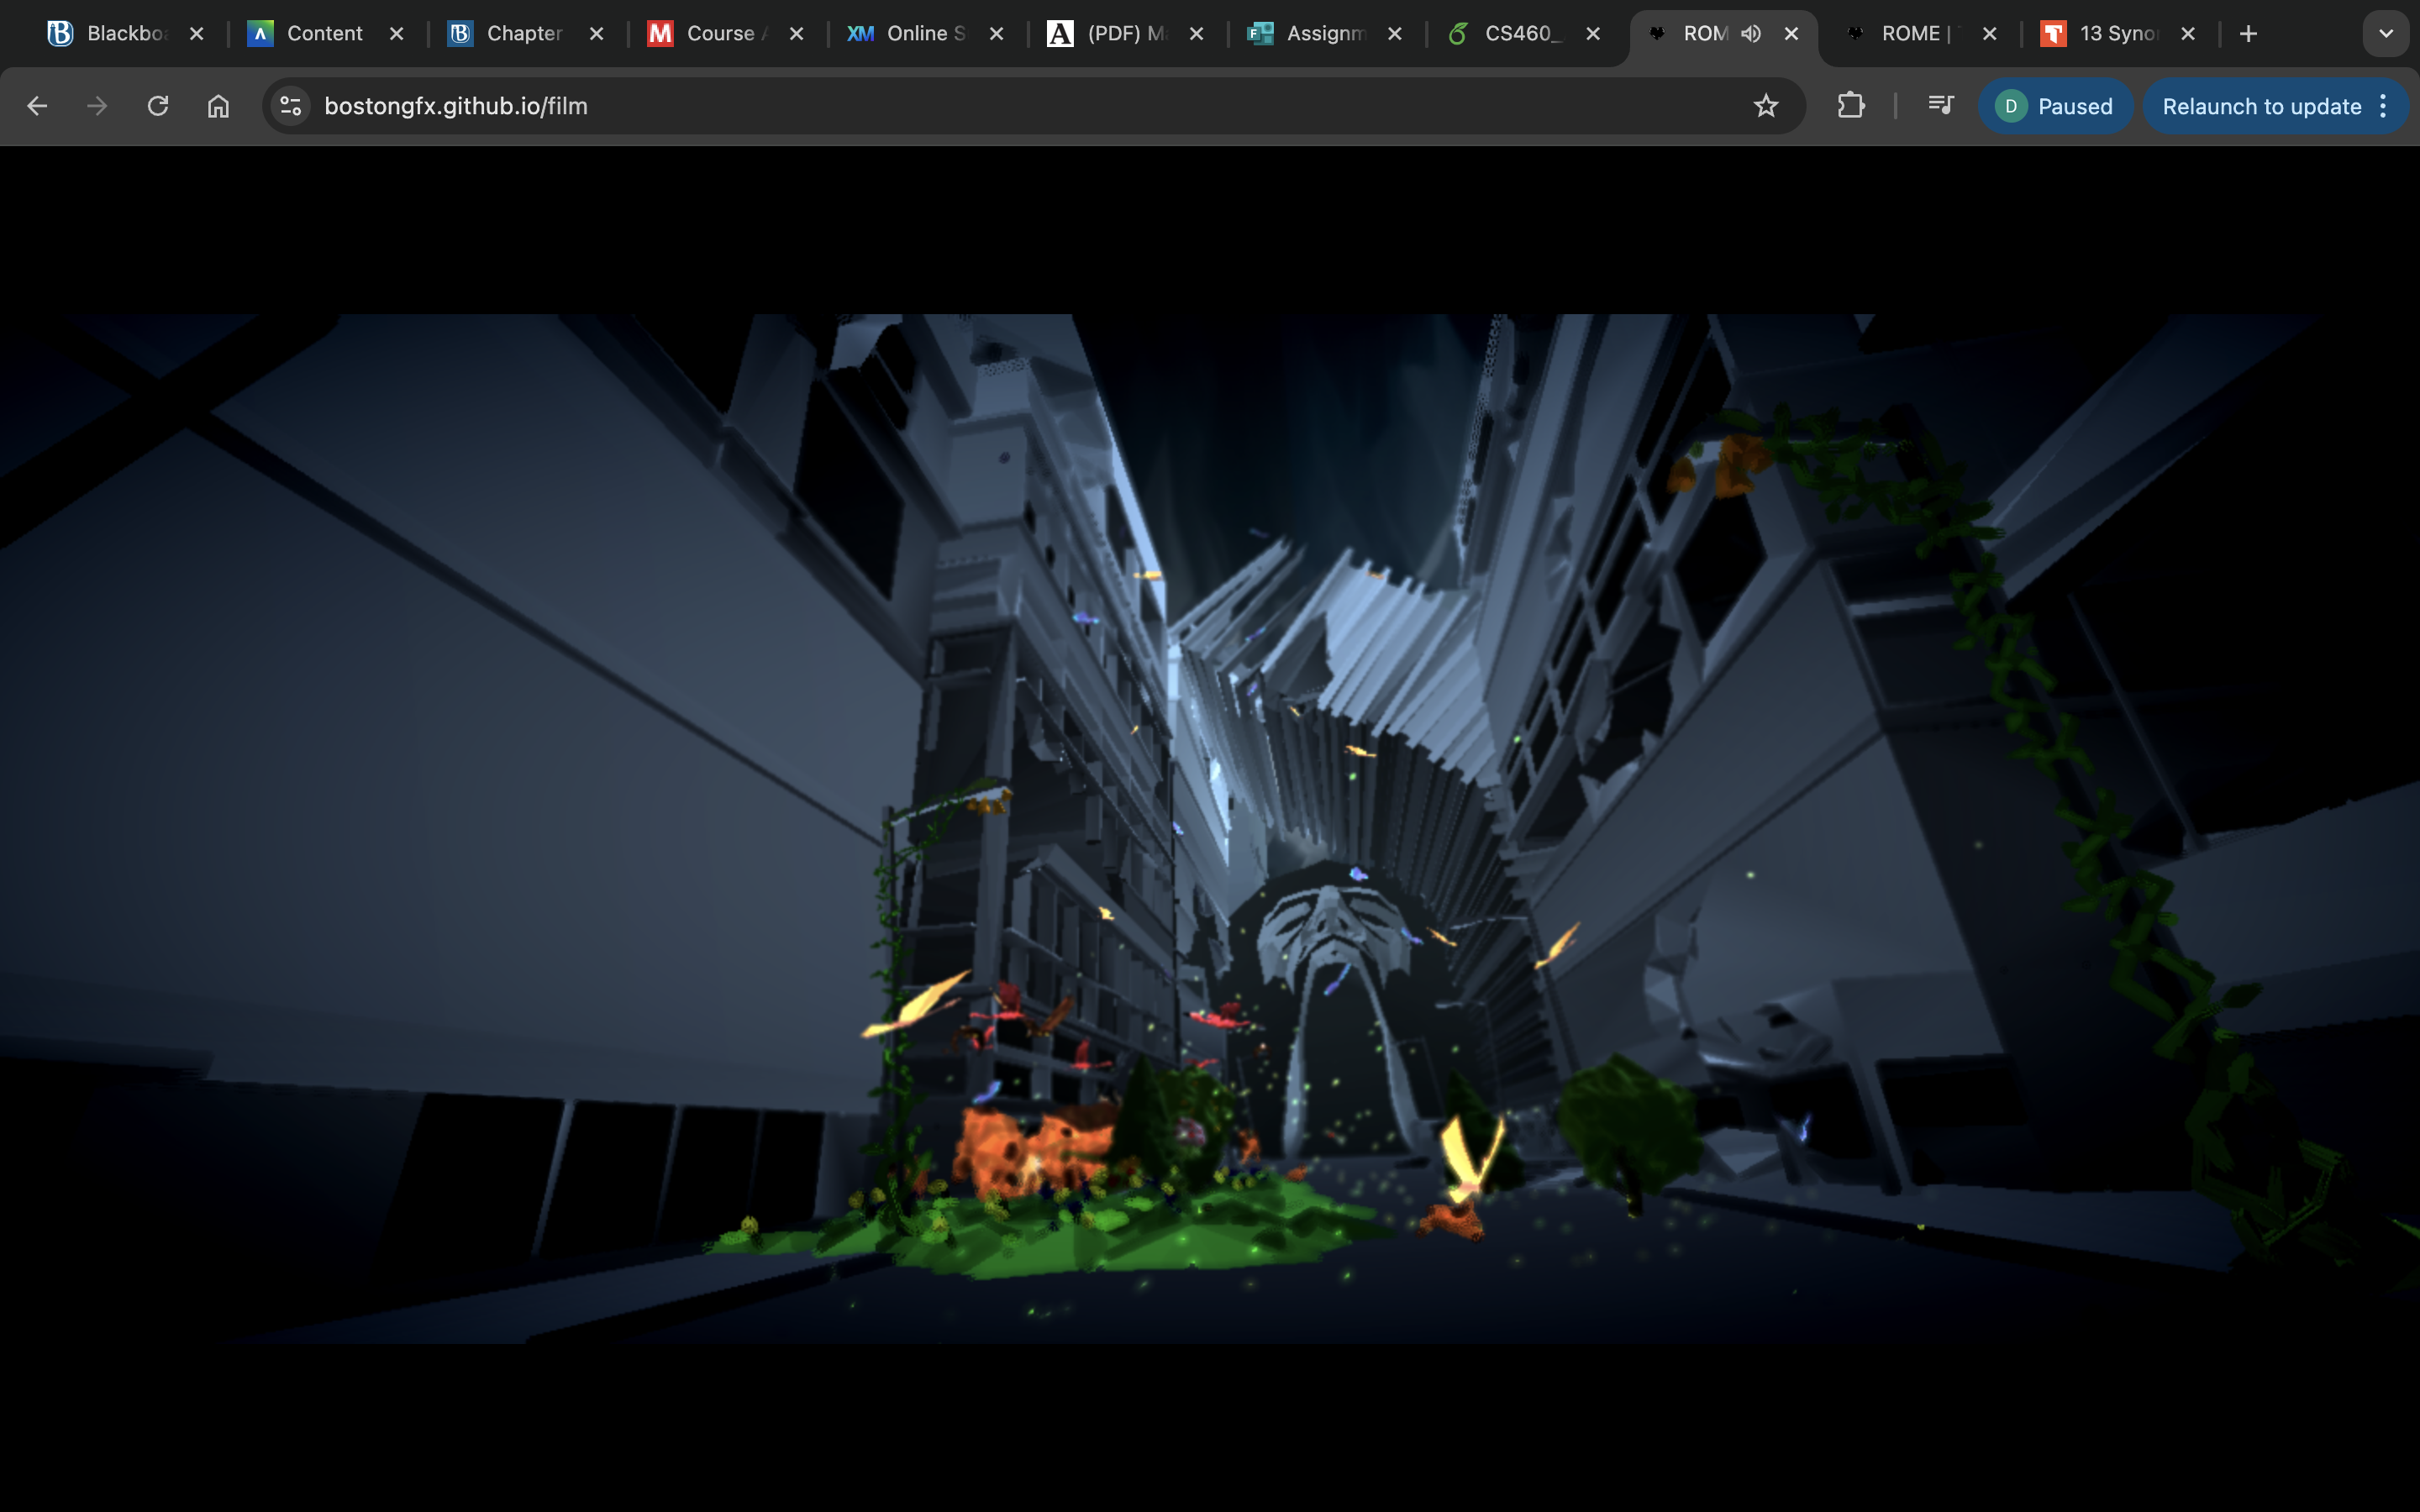 Blackbo
Content
Chapter
Course
Online S
(PDF) M
Assignm
CS460_
ROM
ROME |
13 Syno
bostongfx.github.io/film
D Paused
Relaunch to update